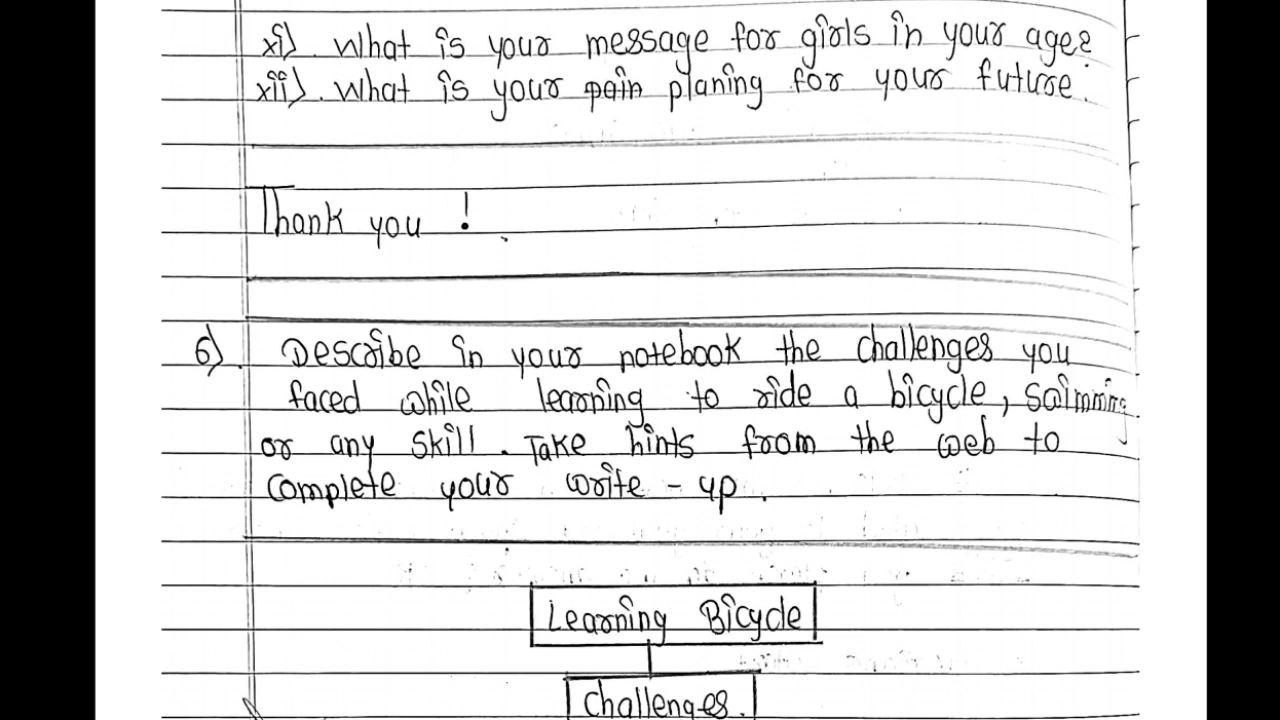 xi). What is your message for girls in your age?
xii). What is your pain planing for your future.
Thank you !
6). Describe in your notebook the challenges you
faced while learning to ride a bicycle, swimming
or any skill. Take hints from the web to
complete your write-up.
Learning Bicycle
Challenges.